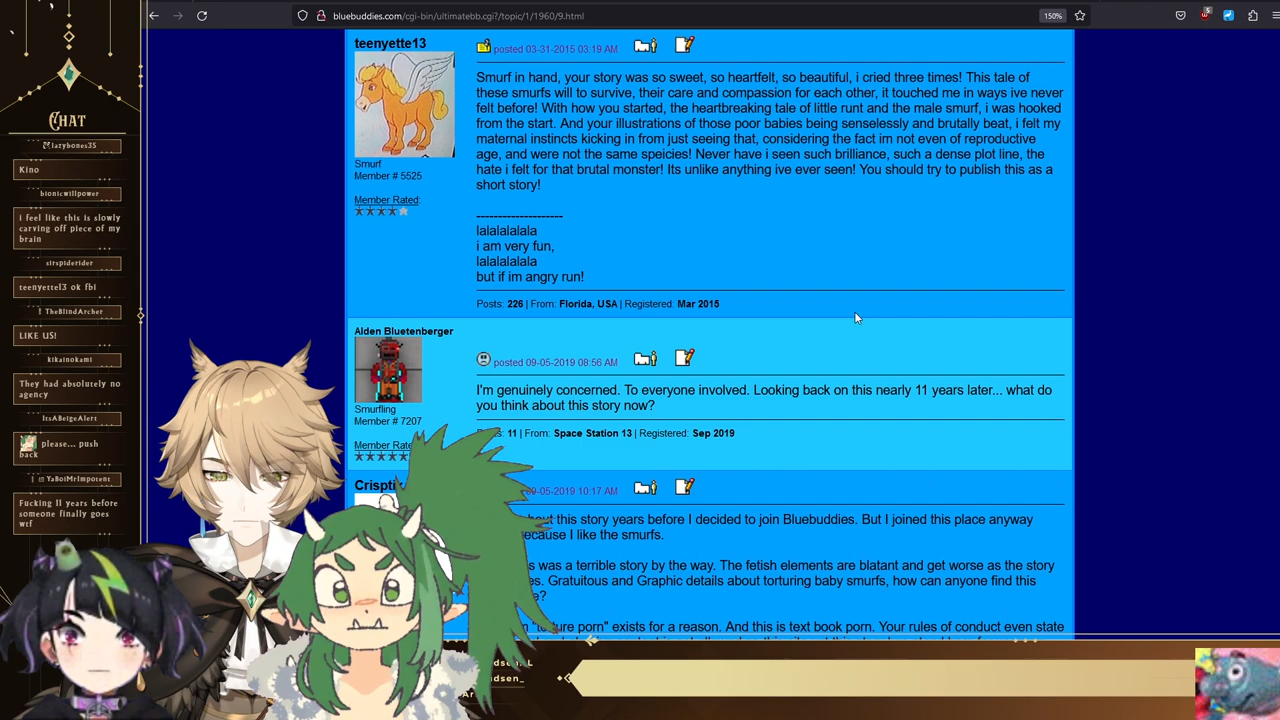 bluebuddies.com/cgi-bin/ultimatebb.cgi?/topic/1/1960/9.html
150%
5
CHAT
lazybones35
Kino
bionicwillpower
i feel like this is slowly
carving off piece of my
brain
sirspiderider
teenyette13 ok fbi
TheBlindArcher
LIKE US!
kikainokami
They had absolutely no
agency
ItsABeigeAlert
please... push
back
YaBoiMrImpotent
Fucking 11 years before
someone finally goes
wtf
teenyette13
Smurf
Member # 5525
Member Rated:
posted 03-31-2015 03:19 AM
Smurf in hand, your story was so sweet, so heartfelt, so beautiful, i cried three times! This tale of
these smurfs will to survive, their care and compassion for each other, it touched me in ways ive never
felt before! With how you started, the heartbreaking tale of little runt and the male smurf, i was hooked
from the start. And your illustrations of those poor babies being senselessly and brutally beat, i felt my
maternal instincts kicking in from just seeing that, considering the fact im not even of reproductive
age, and were not the same speicies! Never have i seen such brilliance, such a dense plot line, the
hate i felt for that brutal monster! Its unlike anything ive ever seen! You should try to publish this as a
short story!
--------------------
lalalalalala
i am very fun,
lalalalalala
but if im angry run!
Posts: 226 | From: Florida, USA | Registered: Mar 2015
Alden Bluetenberger
Smurfling
Member # 7207
Member Rate
posted 09-05-2019 08:56 AM
I'm genuinely concerned. To everyone involved. Looking back on this nearly 11 years later... what do
you think about this story now?
11 | From: Space Station 13 | Registered: Sep 2019
Crispti
09-05-2019 10:17 AM
out this story years before I decided to join Bluebuddies. But I joined this place anyway
ecause I like the smurfs.
s was a terrible story by the way. The fetish elements are blatant and get worse as the story
es. Gratuitous and Graphic details about torturing baby smurfs, how can anyone find this
e?
"torture porn" exists for a reason. And this is text book porn. Your rules of conduct even state